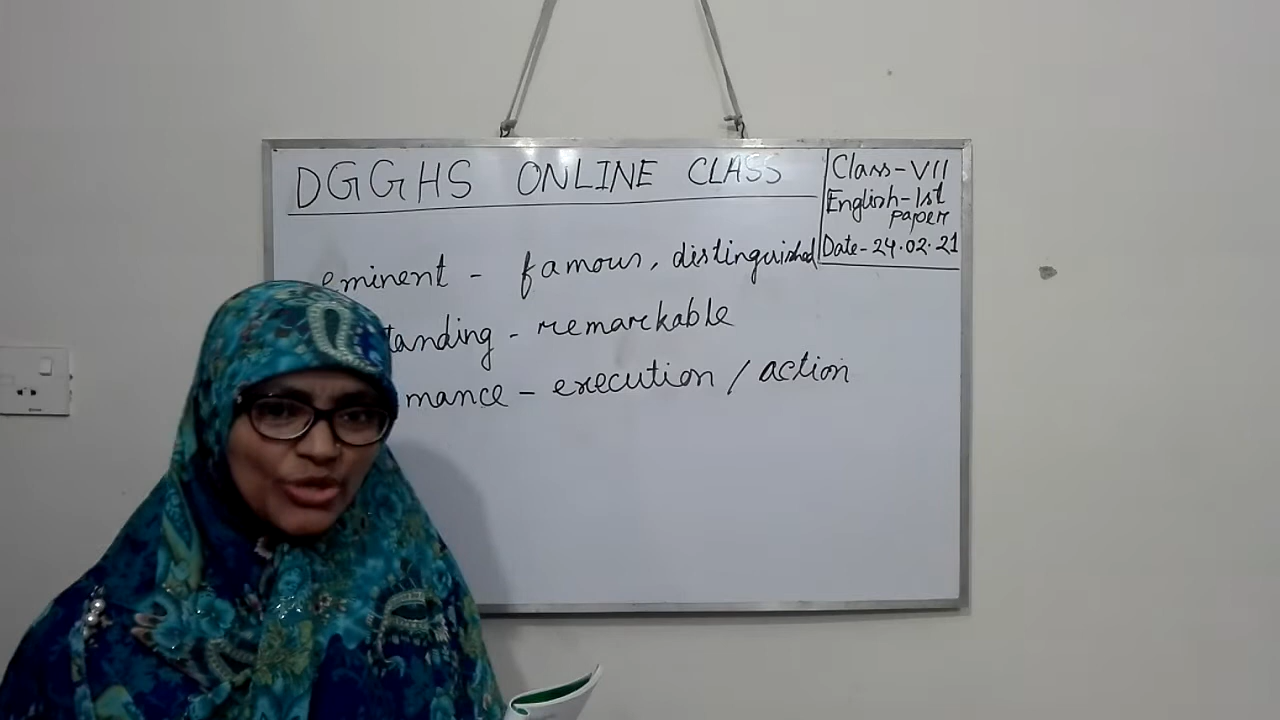 DGGHS ONLINE CLASS
Class-VII
English-1st
paper
Date-24.02.21
eminent - famous, distinguished
tanding - remarkable
mance - execution / action